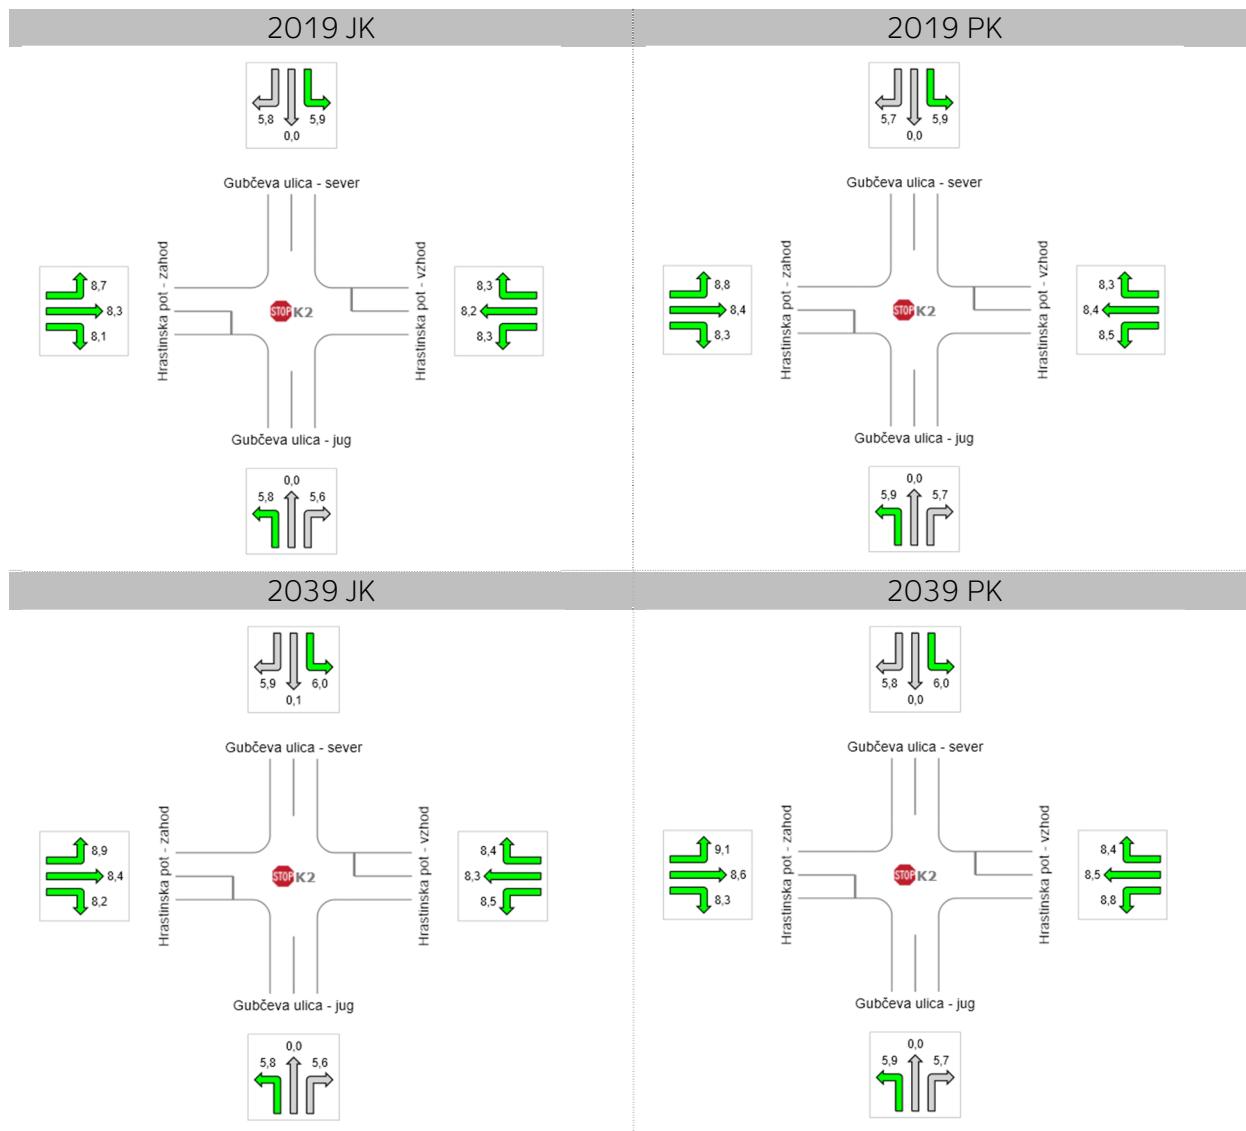 2019 JK
5,8 5,9
0,0
Gubčeva ulica - sever
Hrastinska pot - zahod
Hrastinska pot - vzhod
8,7
8,3
8,1
8,3
8,2
8,3
STOP K2
Gubčeva ulica - jug
0,0
5,8 5,6
2019 PK
5,7 5,9
0,0
Gubčeva ulica - sever
Hrastinska pot - zahod
Hrastinska pot - vzhod
8,8
8,4
8,3
8,3
8,4
8,5
STOP K2
Gubčeva ulica - jug
0,0
5,9 5,7
2039 JK
5,9 6,0
0,1
Gubčeva ulica - sever
Hrastinska pot - zahod
Hrastinska pot - vzhod
8,9
8,4
8,2
8,4
8,3
8,5
STOP K2
Gubčeva ulica - jug
0,0
5,8 5,6
2039 PK
5,8 6,0
0,0
Gubčeva ulica - sever
Hrastinska pot - zahod
Hrastinska pot - vzhod
9,1
8,6
8,3
8,4
8,5
8,8
STOP K2
Gubčeva ulica - jug
0,0
5,9 5,7